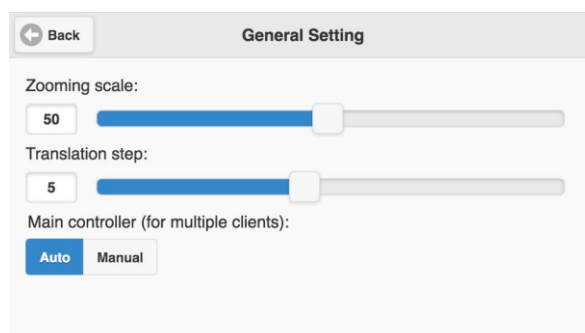 Back
General Setting
Zooming scale:
50
Translation step:
5
Main controller (for multiple clients):
Auto
Manual